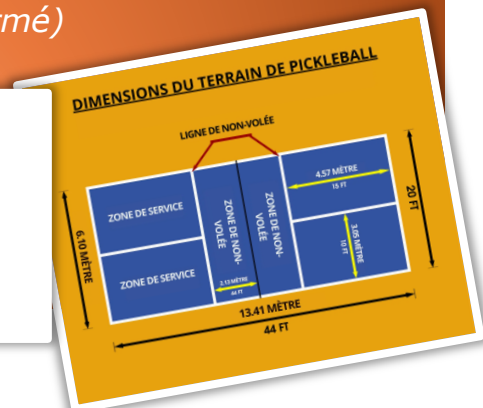 rmé)
DIMENSIONS DU TERRAIN DE PICKLEBALL
LIGNE DE NON-VOLÉE
ZONE DE SERVICE
ZONE DE SERVICE
ZONE DE NON-
VOLÉE
ZONE DE NON-
VOLÉE
4.57 MÈTRE
15 FT
3.05 MÈTRE
10 FT
2.13 MÈTRE
44 FT
6.10 MÈTRE
20 FT
13.41 MÈTRE
44 FT